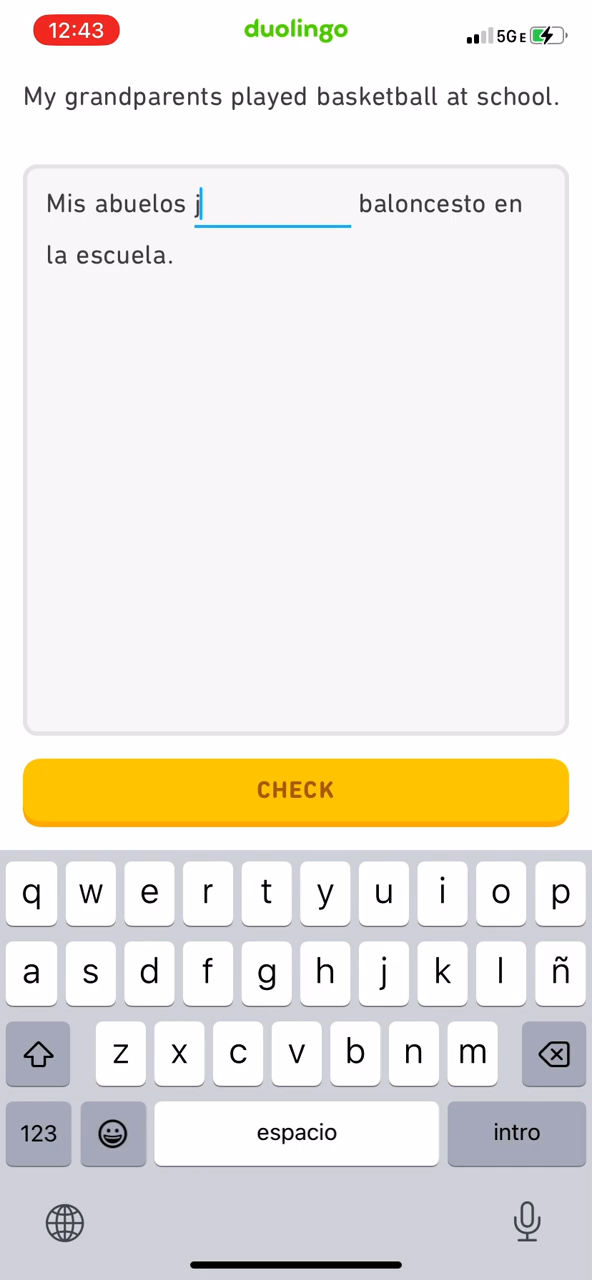 12:43
duolingo
5G E
My grandparents played basketball at school.
Mis abuelos j baloncesto en
la escuela.
CHECK
q w e r t y u i o p
a s d f g h j k l ñ
z x c v b n m
123 espacio intro